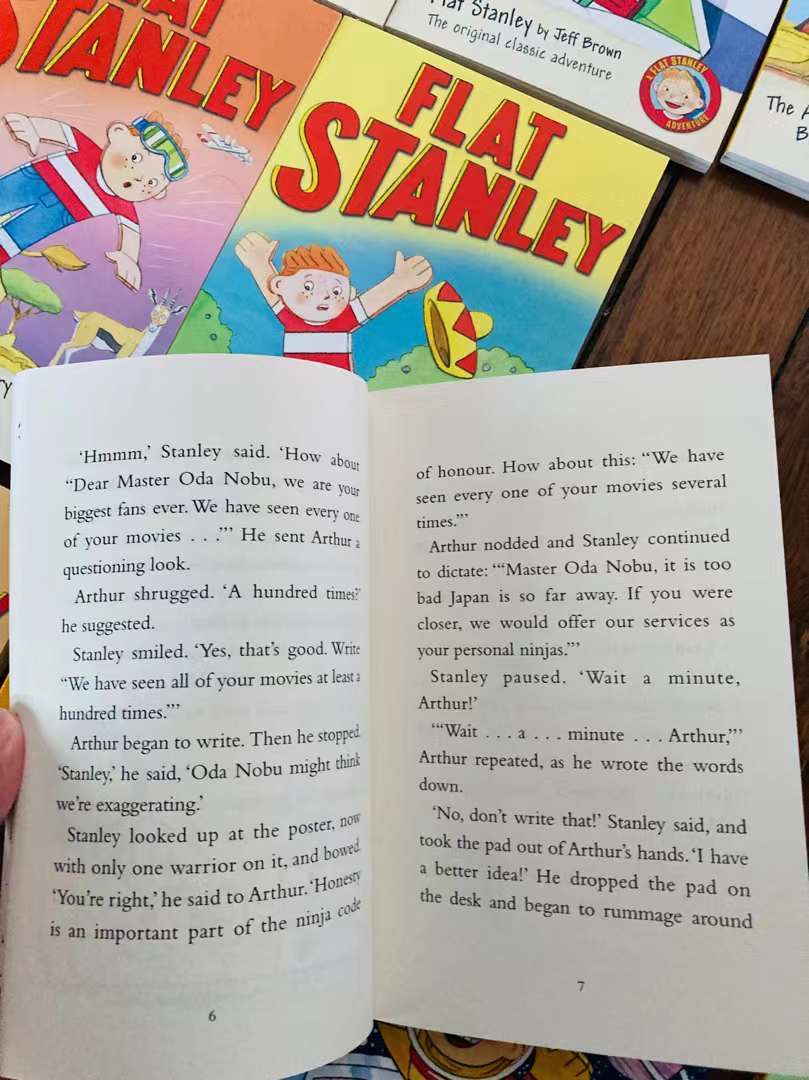 FLAT
STANLEY
Flat Stanley by Jeff Brown
The original classic adventure
A FLAT STANLEY
ADVENTURE
The
B
FLAT
STANLEY
‘Hmmm,’ Stanley said. ‘How about
“Dear Master Oda Nobu, we are your
biggest fans ever. We have seen every one
of your movies . . .”’ He sent Arthur a
questioning look.
Arthur shrugged. ‘A hundred times?’
he suggested.
Stanley smiled. ‘Yes, that’s good. Write
“We have seen all of your movies at least a
hundred times.”’
Arthur began to write. Then he stopped.
‘Stanley,’ he said, ‘Oda Nobu might think
we’re exaggerating.’
Stanley looked up at the poster, now
with only one warrior on it, and bowed.
‘You’re right,’ he said to Arthur. ‘Honesty
is an important part of the ninja code
6
of honour. How about this: “We have
seen every one of your movies several
times.”’
Arthur nodded and Stanley continued
to dictate: ‘“Master Oda Nobu, it is too
bad Japan is so far away. If you were
closer, we would offer our services as
your personal ninjas.”’
Stanley paused. ‘Wait a minute,
Arthur!’
‘“Wait . . . a . . . minute . . . Arthur,”’
Arthur repeated, as he wrote the words
down.
‘No, don’t write that!’ Stanley said, and
took the pad out of Arthur’s hands. ‘I have
a better idea!’ He dropped the pad on
the desk and began to rummage around
7